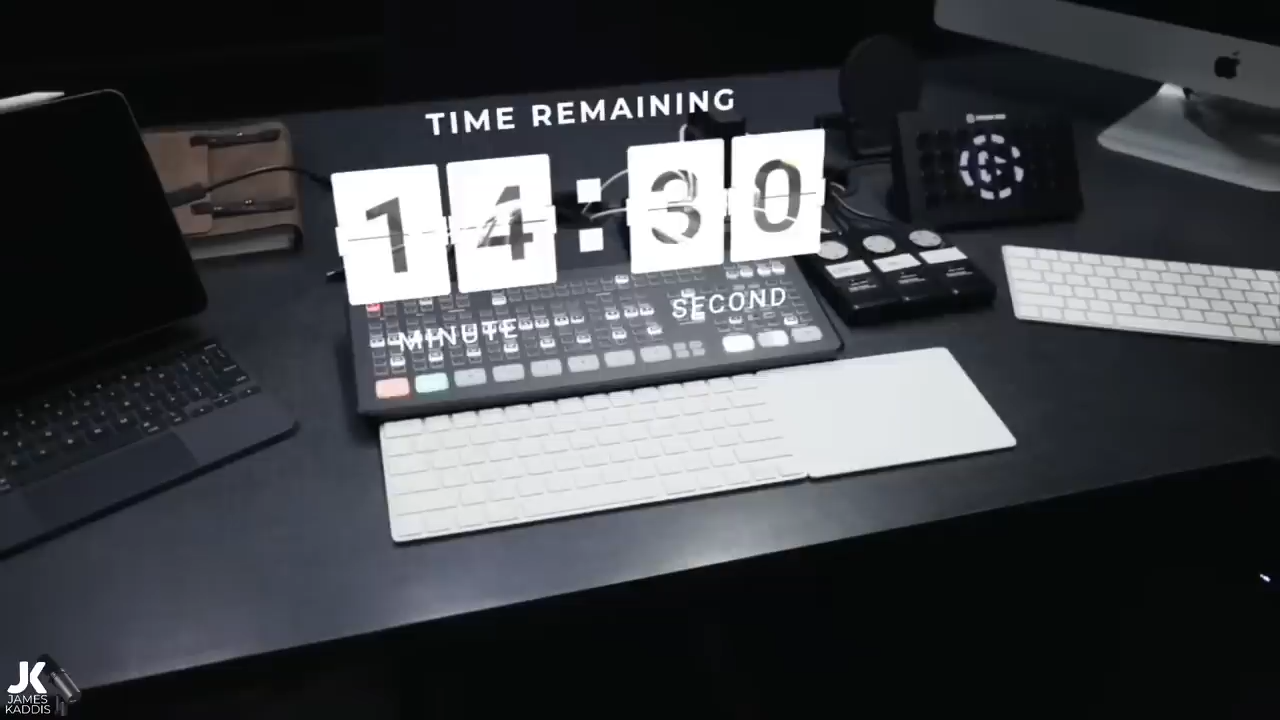 TIME REMAINING
14:30
MINUTE
SECOND
JK
JAMES
KADDIS